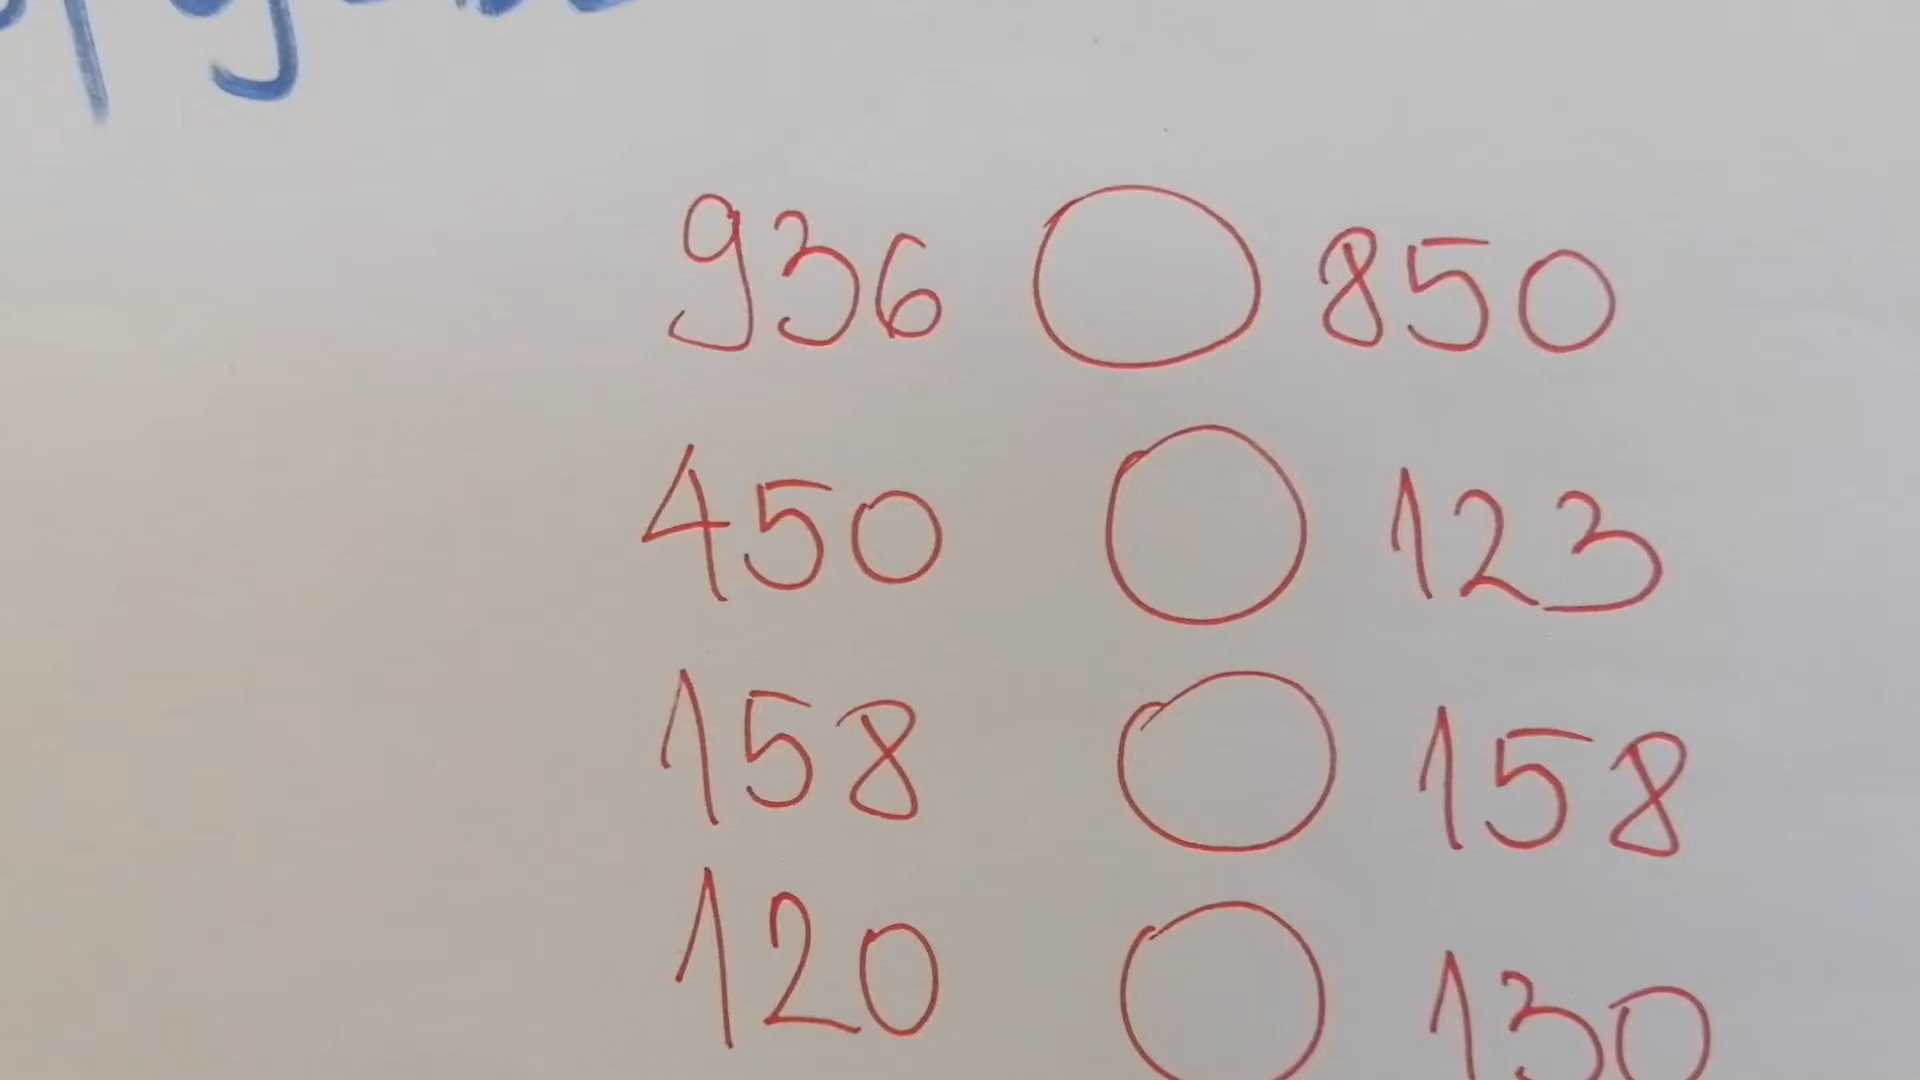 936 ◯ 850
450 ◯ 123
158 ◯ 158
120 ◯ 130